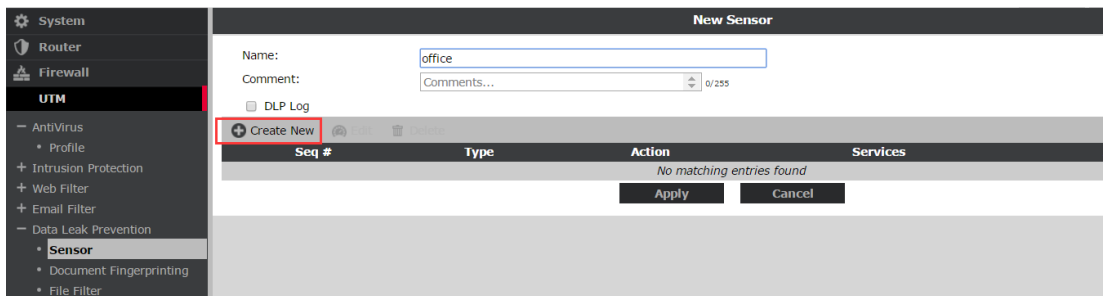 System
Router
Firewall
UTM
AntiVirus
Profile
Intrusion Protection
Web Filter
Email Filter
Data Leak Prevention
Sensor
Document Fingerprinting
File Filter
New Sensor
Name: office
Comment: Comments... 0/255
DLP Log
Create New Edit Delete
Seq # Type Action Services
No matching entries found
Apply Cancel